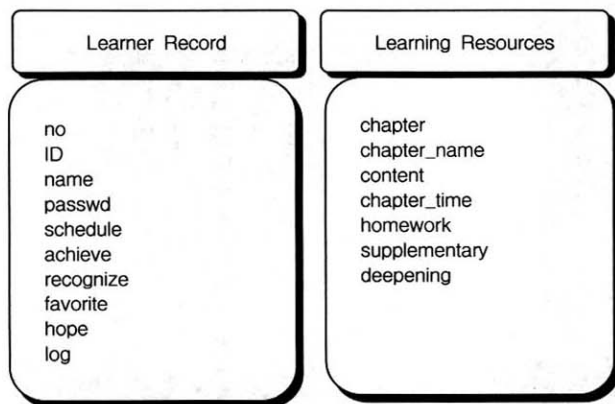 Learner Record
no
ID
name
passwd
schedule
achieve
recognize
favorite
hope
log
Learning Resources
chapter
chapter_name
content
chapter_time
homework
supplementary
deepening